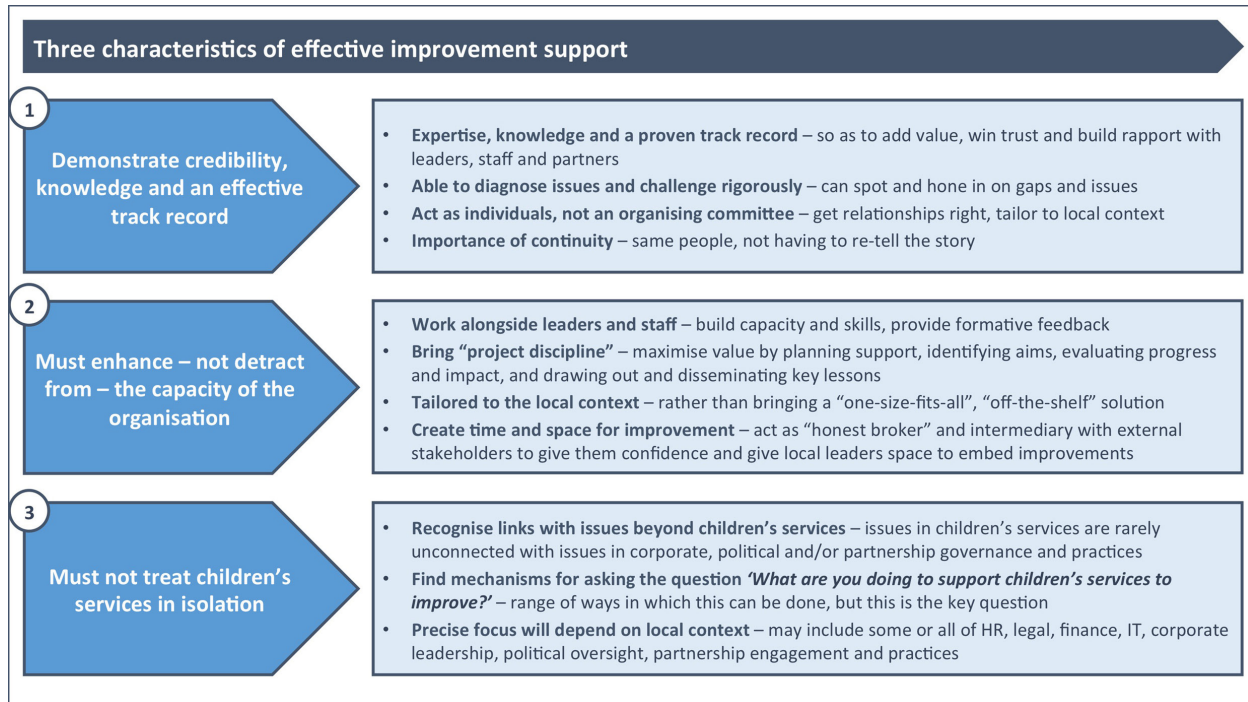 Three characteristics of effective improvement support
1
Demonstrate credibility,
knowledge and an effective
track record
• Expertise, knowledge and a proven track record – so as to add value, win trust and build rapport with
leaders, staff and partners
• Able to diagnose issues and challenge rigorously – can spot and hone in on gaps and issues
• Act as individuals, not an organising committee – get relationships right, tailor to local context
• Importance of continuity – same people, not having to re-tell the story
2
Must enhance – not detract
from – the capacity of the
organisation
• Work alongside leaders and staff – build capacity and skills, provide formative feedback
• Bring “project discipline” – maximise value by planning support, identifying aims, evaluating progress
and impact, and drawing out and disseminating key lessons
• Tailored to the local context – rather than bringing a “one-size-fits-all”, “off-the-shelf” solution
• Create time and space for improvement – act as “honest broker” and intermediary with external
stakeholders to give them confidence and give local leaders space to embed improvements
3
Must not treat children’s
services in isolation
• Recognise links with issues beyond children’s services – issues in children’s services are rarely
unconnected with issues in corporate, political and/or partnership governance and practices
• Find mechanisms for asking the question ‘What are you doing to support children’s services to
improve?’ – range of ways in which this can be done, but this is the key question
• Precise focus will depend on local context – may include some or all of HR, legal, finance, IT, corporate
leadership, political oversight, partnership engagement and practices